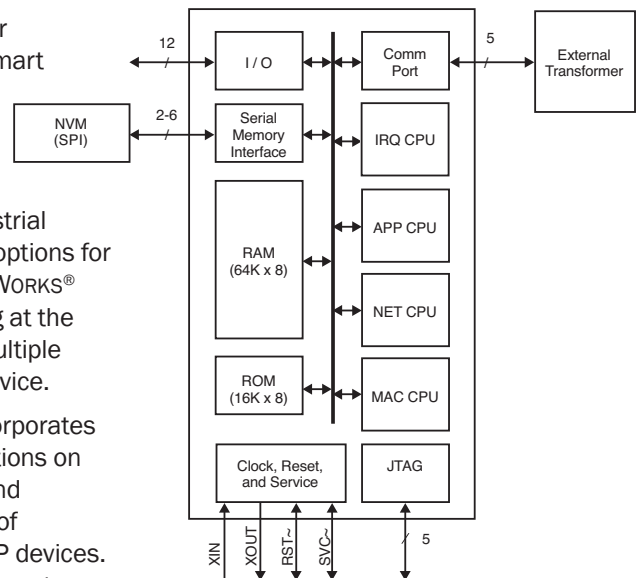 r
mart
strial
options for
WORKS®
g at the
ultiple
vice.
orporates
tions on
nd
of
P devices.
12
I / O
Comm
Port
5
External
Transformer
NVM
(SPI)
2-6
Serial
Memory
Interface
IRQ CPU
RAM
(64K x 8)
APP CPU
NET CPU
ROM
(16K x 8)
MAC CPU
Clock, Reset,
and Service
JTAG
XIN
XOUT
RST~
SVC~
5